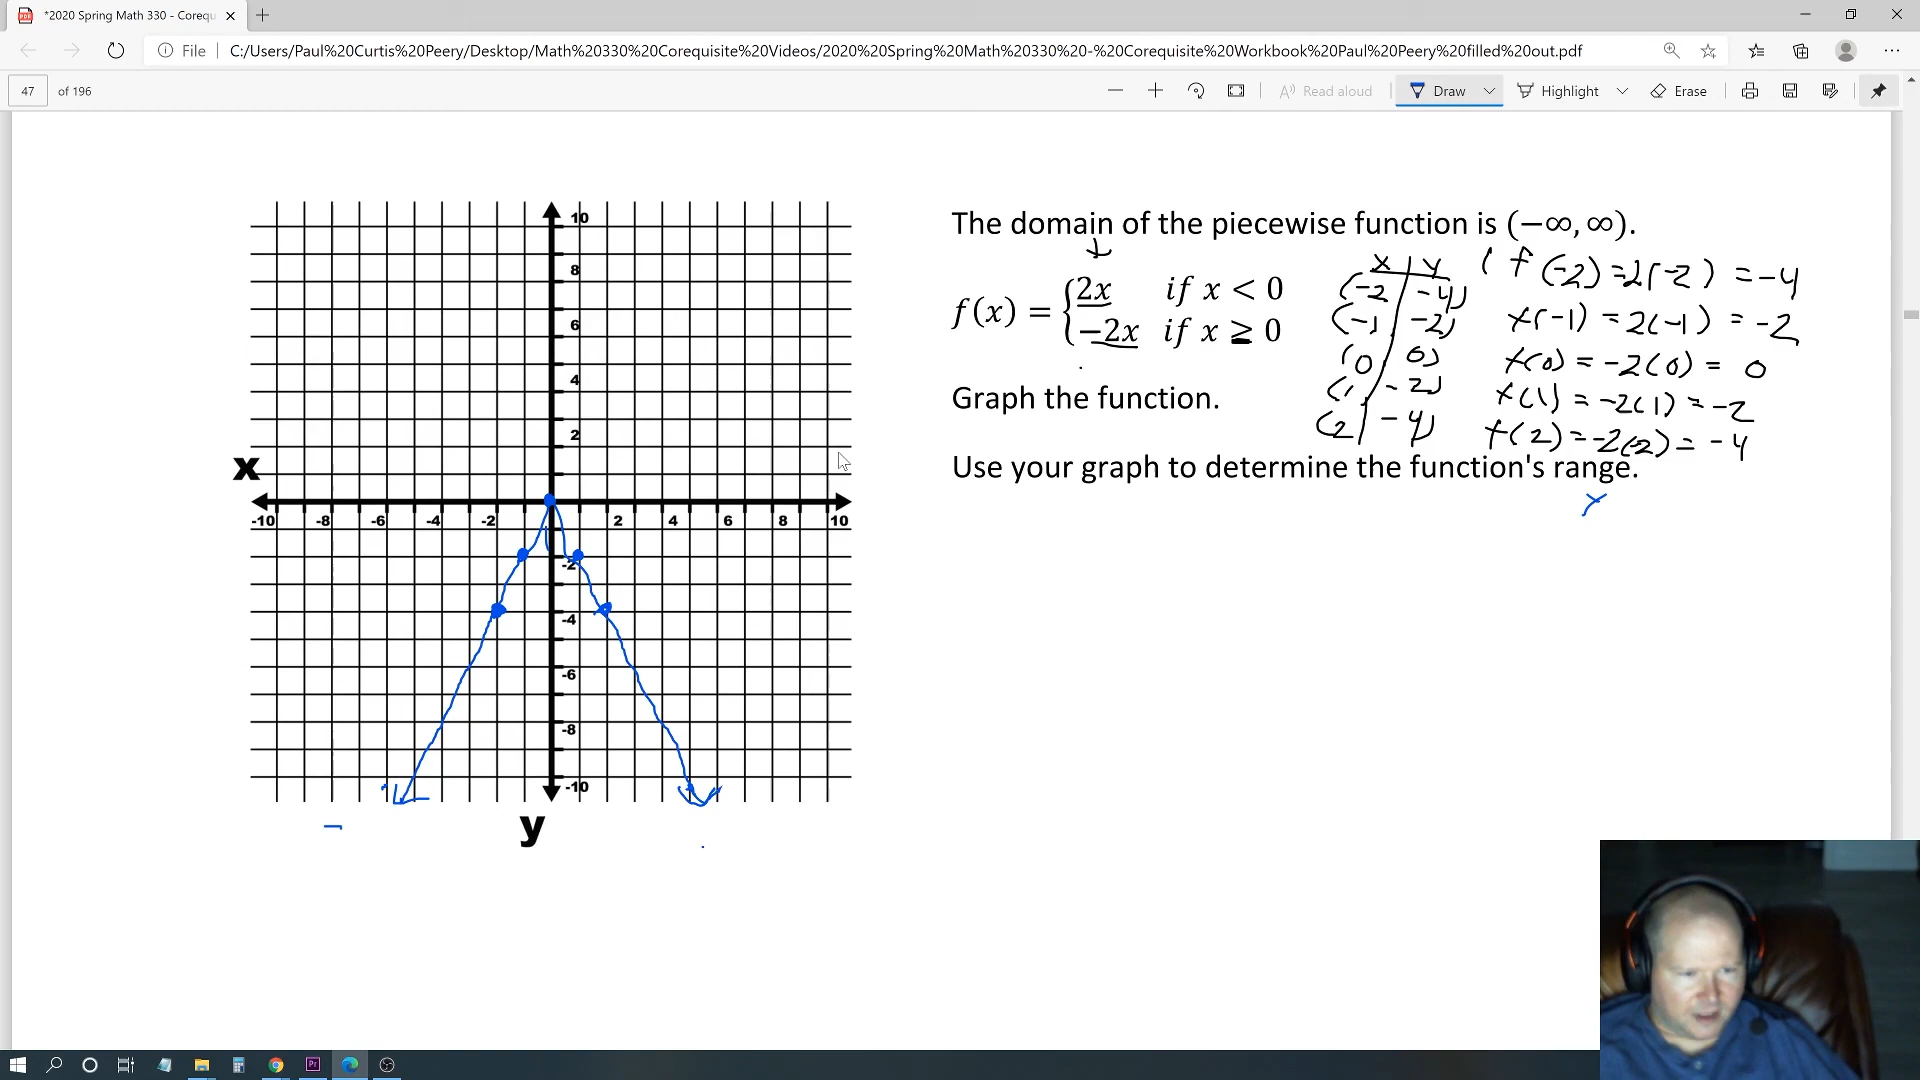 *2020 Spring Math 330 - Corequ
File C:/Users/Paul%20Curtis%20Peery/Desktop/Math%20330%20Corequisite%20Videos/2020%20Spring%20Math%20330%20-%20Corequisite%20Workbook%20Paul%20Peery%20filled%20out.pdf
47 of 196 Read aloud Draw Highlight Erase
The domain of the piecewise function is (−∞, ∞).
f(x) = { 2x if x < 0
−2x if x ≥ 0
Graph the function.
Use your graph to determine the function's range.
Y
x | y
(-2, -4)
(-1, -2)
(0, 0)
(1, -2)
(2, -4)
f(-2) = 2(-2) = -4
f(-1) = 2(-1) = -2
f(0) = -2(0) = 0
f(1) = -2(1) = -2
f(2) = -2(2) = -4
10
8
6
4
2
x
-10 -8 -6 -4 -2 2 4 6 8 10
-2
-4
-6
-8
-10
y
Pr